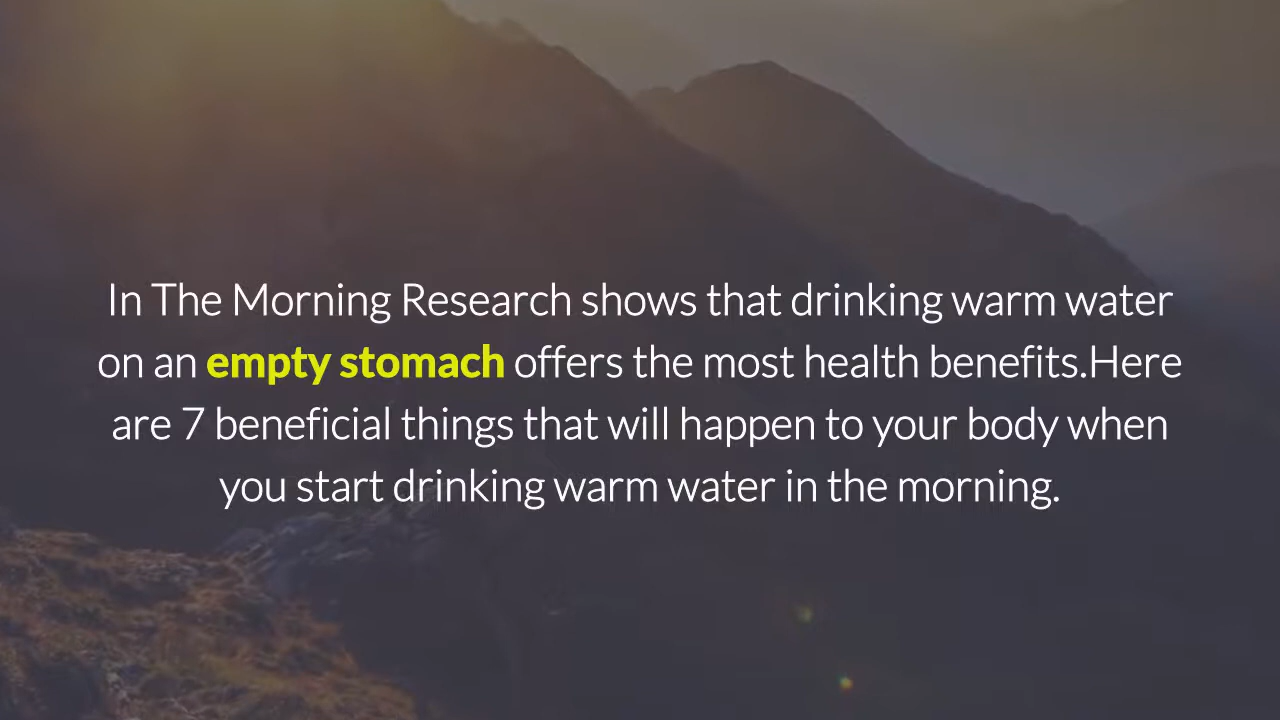 In The Morning Research shows that drinking warm water
on an empty stomach offers the most health benefits.Here
are 7 beneficial things that will happen to your body when
you start drinking warm water in the morning.